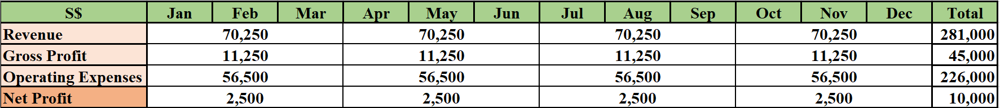 S$ Jan Feb Mar Apr May Jun Jul Aug Sep Oct Nov Dec Total
Revenue 70,250 70,250 70,250 70,250 281,000
Gross Profit 11,250 11,250 11,250 11,250 45,000
Operating Expenses 56,500 56,500 56,500 56,500 226,000
Net Profit 2,500 2,500 2,500 2,500 10,000